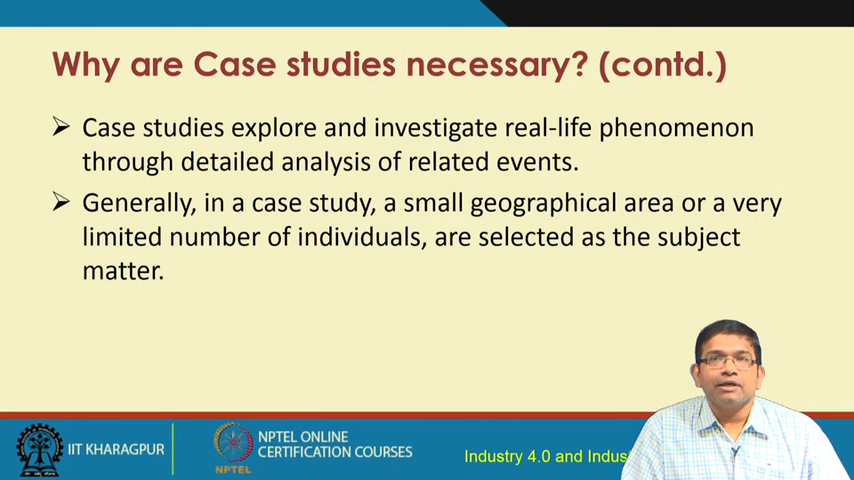 Why are Case studies necessary? (contd.)
➢ Case studies explore and investigate real-life phenomenon
through detailed analysis of related events.
➢ Generally, in a case study, a small geographical area or a very
limited number of individuals, are selected as the subject
matter.
IIT KHARAGPUR
NPTEL
NPTEL ONLINE
CERTIFICATION COURSES
Industry 4.0 and Indus